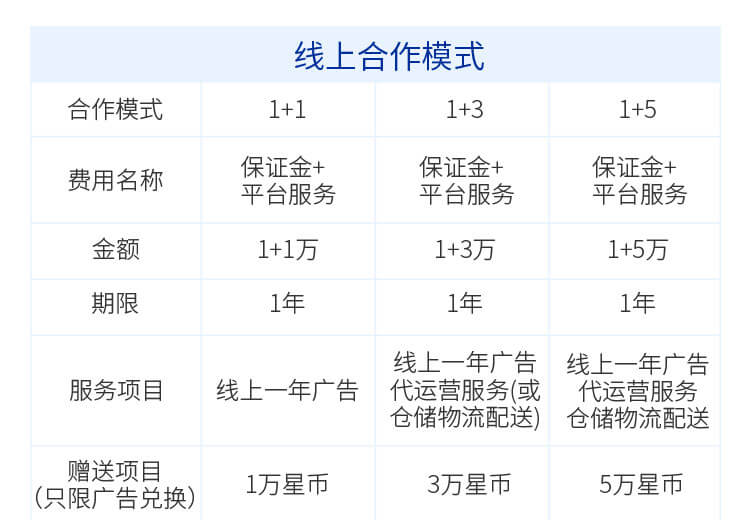 线上合作模式
合作模式 1+1 1+3 1+5
费用名称
保证金+
平台服务
保证金+
平台服务
保证金+
平台服务
金额 1+1万 1+3万 1+5万
期限 1年 1年 1年
服务项目
线上一年广告
线上一年广告
代运营服务(或
仓储物流配送)
线上一年广告
代运营服务
仓储物流配送
赠送项目
(只限广告兑换)
1万星币 3万星币 5万星币